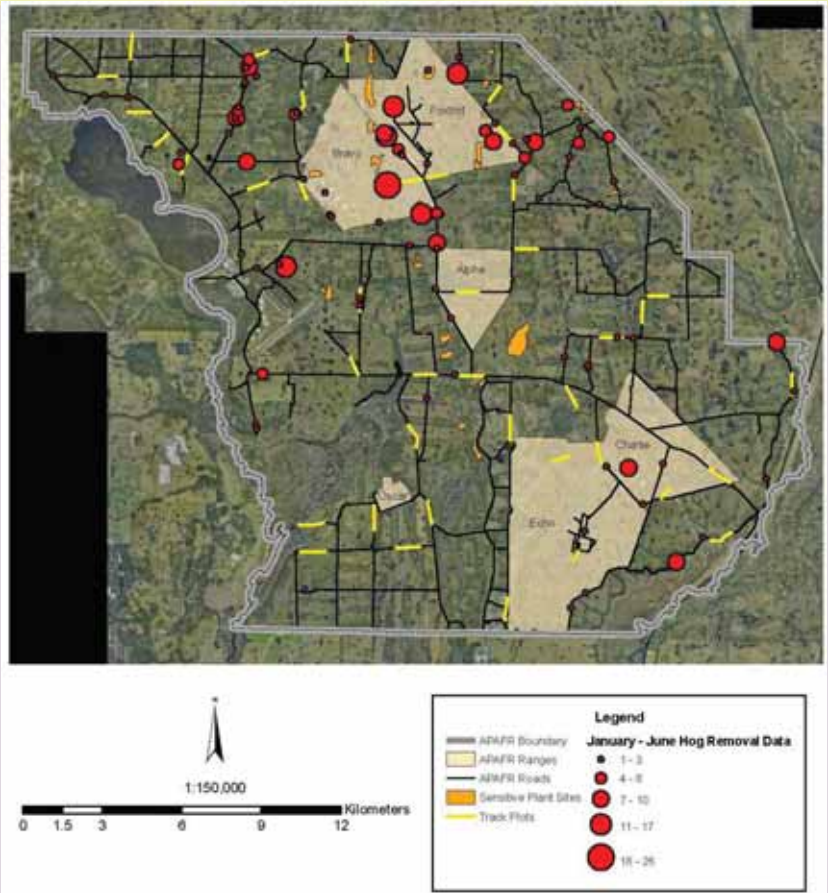 Foxtrot
Bravo
Alpha
Charlie
Echo
Oscar
N
1:150,000
Kilometers
0 1.5 3 6 9 12
Legend
APAFR Boundary
APAFR Ranges
APAFR Roads
Sensitive Plant Sites
Track Plots
January - June Hog Removal Data
1 - 3
4 - 6
7 - 10
11 - 17
18 - 26